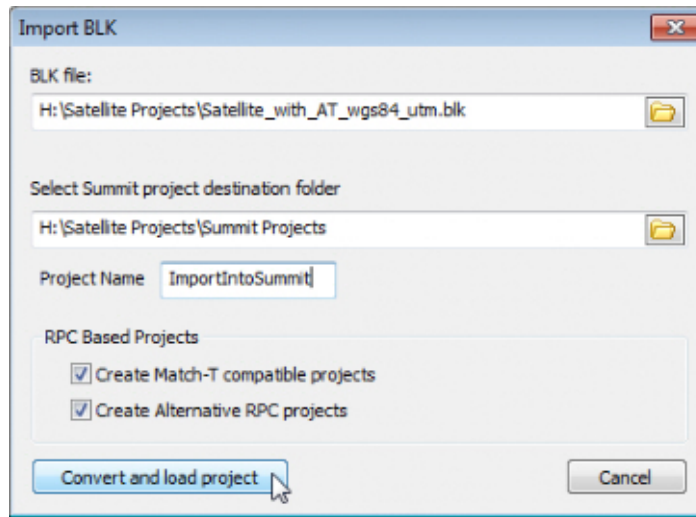 Import BLK
BLK file:
H:\Satellite Projects\Satellite_with_AT_wgs84_utm.blk
Select Summit project destination folder
H:\Satellite Projects\Summit Projects
Project Name ImportIntoSummit
RPC Based Projects
Create Match-T compatible projects
Create Alternative RPC projects
Convert and load project Cancel